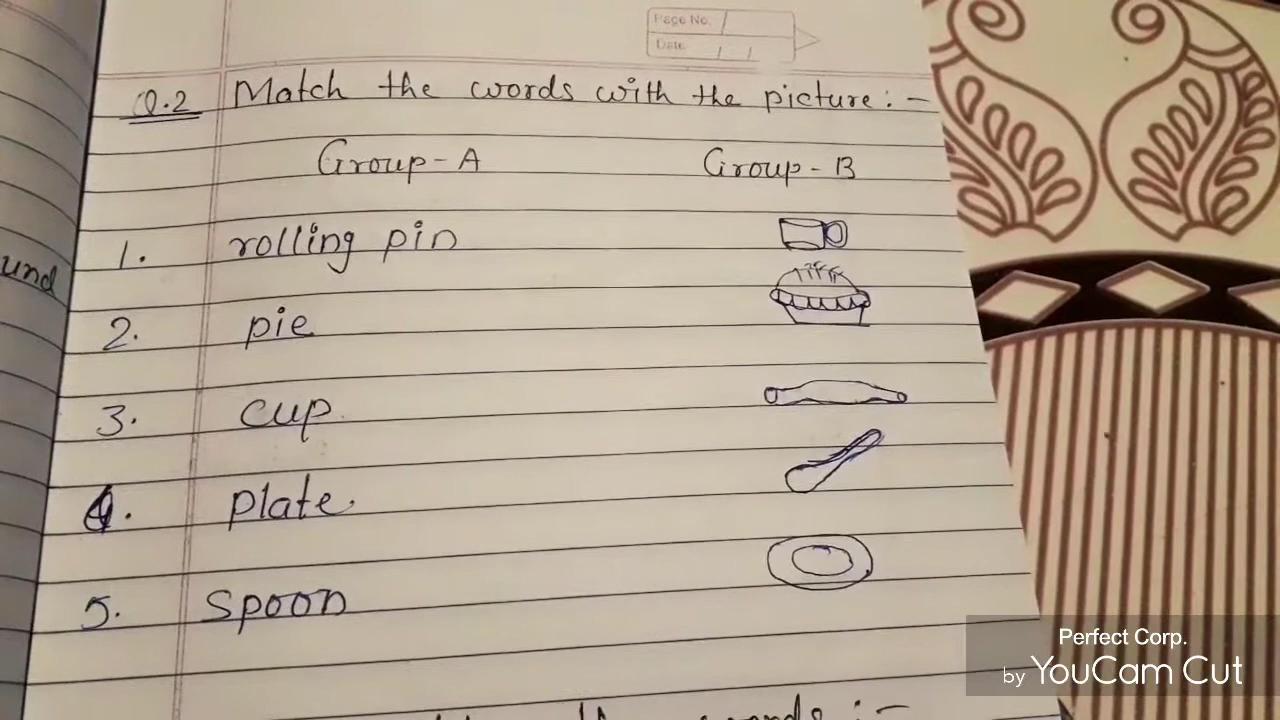 Page No.
Date / /
Q.2 Match the words with the picture :-
Group-A Group-B
1. rolling pin
und
2. pie
3. cup.
4. plate.
5. spoon
Perfect Corp.
by YouCam Cut